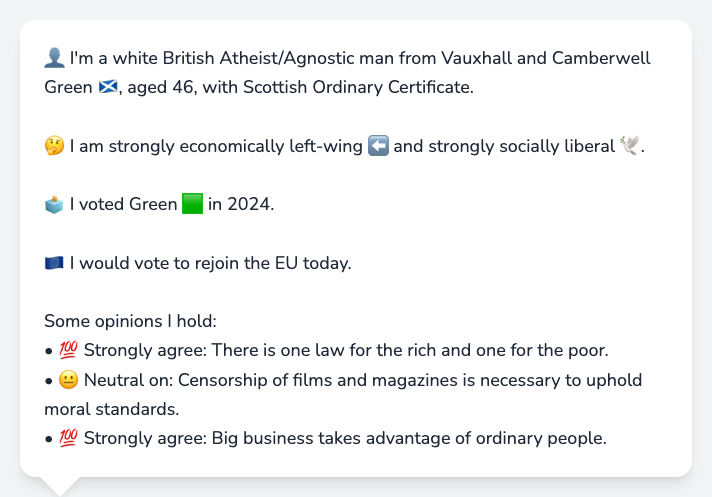 👤 I'm a white British Atheist/Agnostic man from Vauxhall and Camberwell
Green 🏴󠁧󠁢󠁳󠁣󠁴󠁿, aged 46, with Scottish Ordinary Certificate.
🤔 I am strongly economically left-wing ⬅️ and strongly socially liberal 🕊️.
🗳️ I voted Green 🟩 in 2024.
🇪🇺 I would vote to rejoin the EU today.
Some opinions I hold:
• 💯 Strongly agree: There is one law for the rich and one for the poor.
• 😐 Neutral on: Censorship of films and magazines is necessary to uphold
moral standards.
• 💯 Strongly agree: Big business takes advantage of ordinary people.